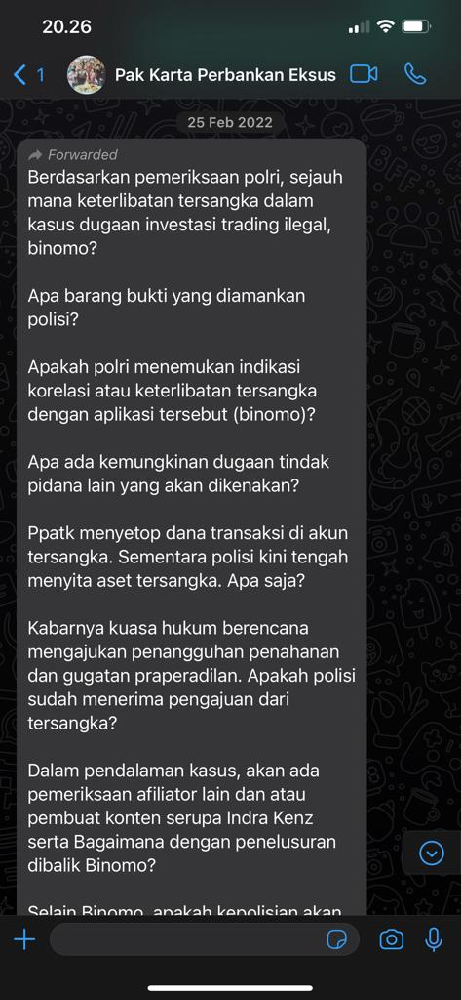 20.26
1
Pak Karta Perbankan Eksus
25 Feb 2022
Forwarded
Berdasarkan pemeriksaan polri, sejauh
mana keterlibatan tersangka dalam
kasus dugaan investasi trading ilegal,
binomo?
Apa barang bukti yang diamankan
polisi?
Apakah polri menemukan indikasi
korelasi atau keterlibatan tersangka
dengan aplikasi tersebut (binomo)?
Apa ada kemungkinan dugaan tindak
pidana lain yang akan dikenakan?
Ppatk menyetop dana transaksi di akun
tersangka. Sementara polisi kini tengah
menyita aset tersangka. Apa saja?
Kabarnya kuasa hukum berencana
mengajukan penangguhan penahanan
dan gugatan praperadilan. Apakah polisi
sudah menerima pengajuan dari
tersangka?
Dalam pendalaman kasus, akan ada
pemeriksaan afiliator lain dan atau
pembuat konten serupa Indra Kenz
serta Bagaimana dengan penelusuran
dibalik Binomo?
Selain Binomo, apakah kepolisian akan